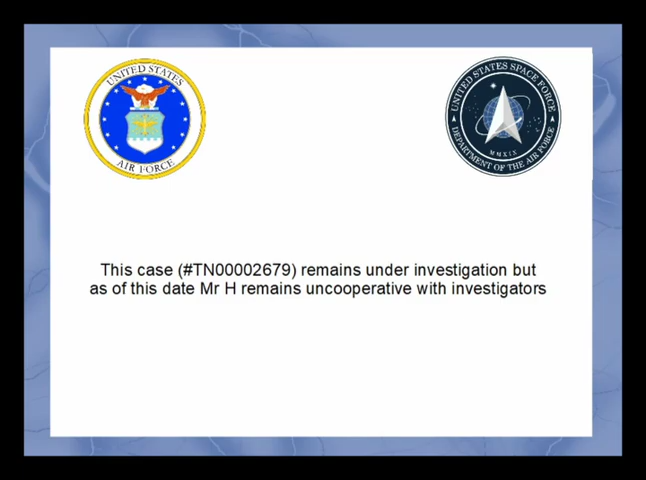 UNITED STATES
AIR FORCE
UNITED STATES SPACE FORCE
MMXIX
DEPARTMENT OF THE AIR FORCE
This case (#TN00002679) remains under investigation but
as of this date Mr H remains uncooperative with investigators